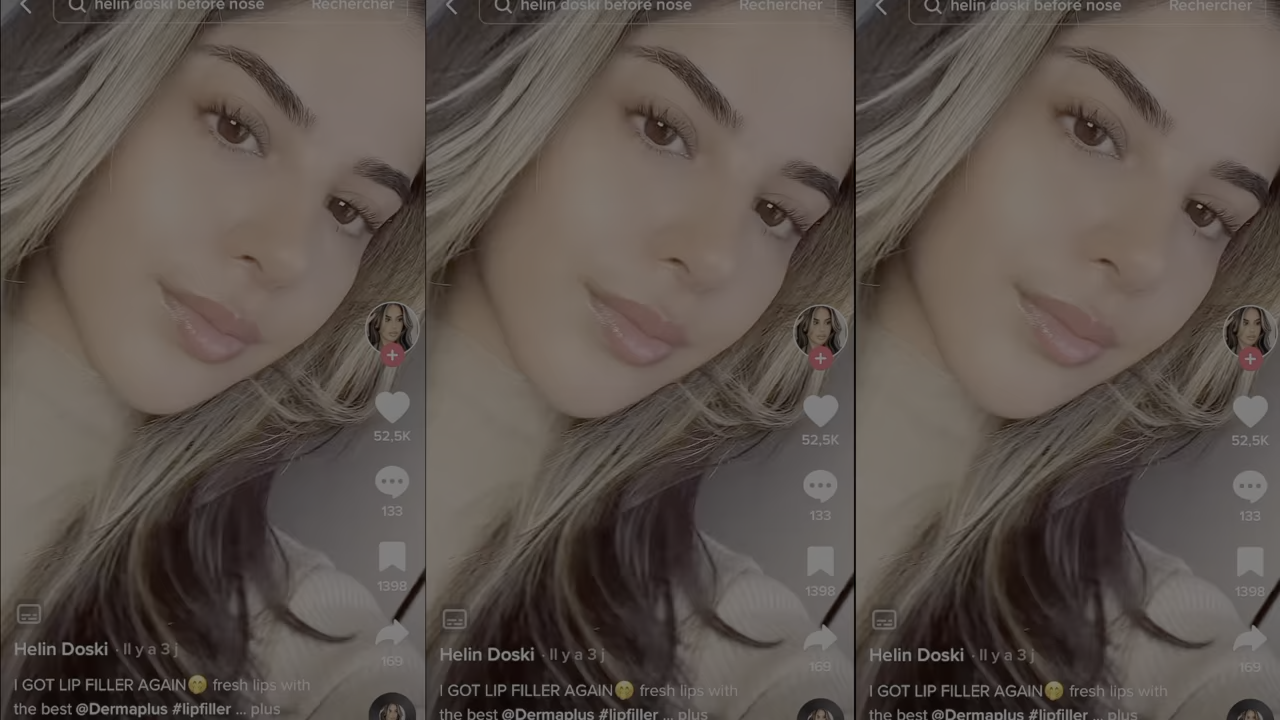 helin doski before nose Rechercher
52,5K
133
1398
169
Helin Doski · Il y a 3 j
I GOT LIP FILLER AGAIN🤭 fresh lips with
the best @Dermaplus #lipfiller ... plus
helin doski before nose Rechercher
52,5K
133
1398
169
Helin Doski · Il y a 3 j
I GOT LIP FILLER AGAIN🤭 fresh lips with
the best @Dermaplus #lipfiller ... plus
helin doski before nose Rechercher
52,5K
133
1398
169
Helin Doski · Il y a 3 j
I GOT LIP FILLER AGAIN🤭 fresh lips with
the best @Dermaplus #lipfiller ... plus